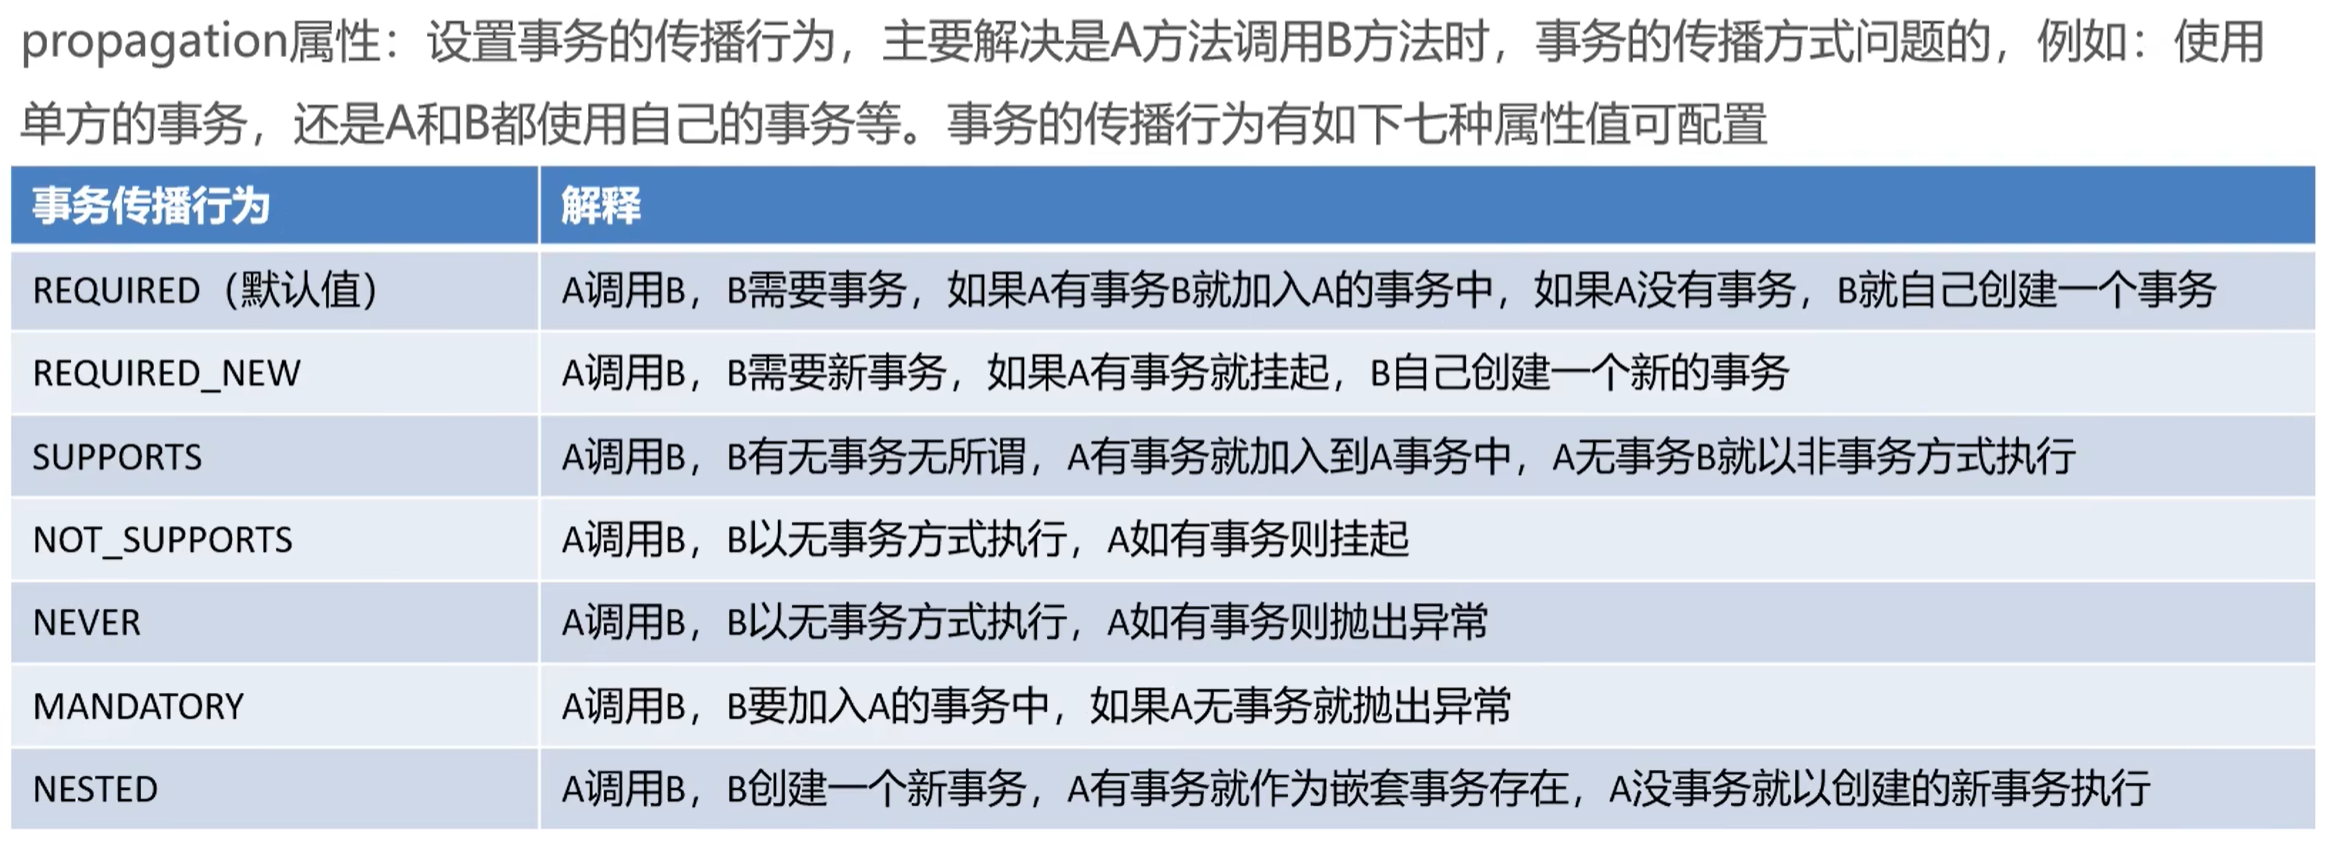 propagation属性：设置事务的传播行为，主要解决是A方法调用B方法时，事务的传播方式问题的，例如：使用
单方的事务，还是A和B都使用自己的事务等。事务的传播行为有如下七种属性值可配置
事务传播行为 解释
REQUIRED（默认值） A调用B，B需要事务，如果A有事务B就加入A的事务中，如果A没有事务，B就自己创建一个事务
REQUIRED_NEW A调用B，B需要新事务，如果A有事务就挂起，B自己创建一个新的事务
SUPPORTS A调用B，B有无事务无所谓，A有事务就加入到A事务中，A无事务B就以非事务方式执行
NOT_SUPPORTS A调用B，B以无事务方式执行，A如有事务则挂起
NEVER A调用B，B以无事务方式执行，A如有事务则抛出异常
MANDATORY A调用B，B要加入A的事务中，如果A无事务就抛出异常
NESTED A调用B，B创建一个新事务，A有事务就作为嵌套事务存在，A没事务就以创建的新事务执行